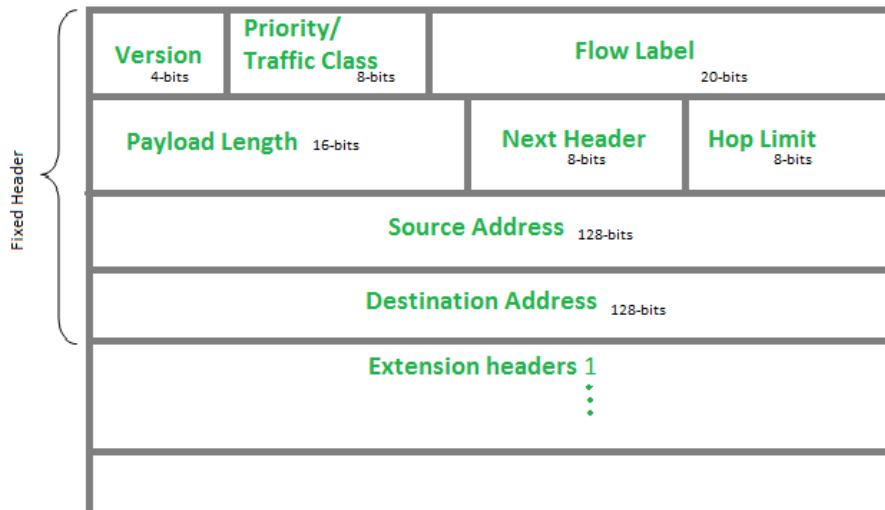 Fixed Header
Version
4-bits
Priority/
Traffic Class
8-bits
Flow Label
20-bits
Payload Length 16-bits
Next Header
8-bits
Hop Limit
8-bits
Source Address 128-bits
Destination Address 128-bits
Extension headers 1